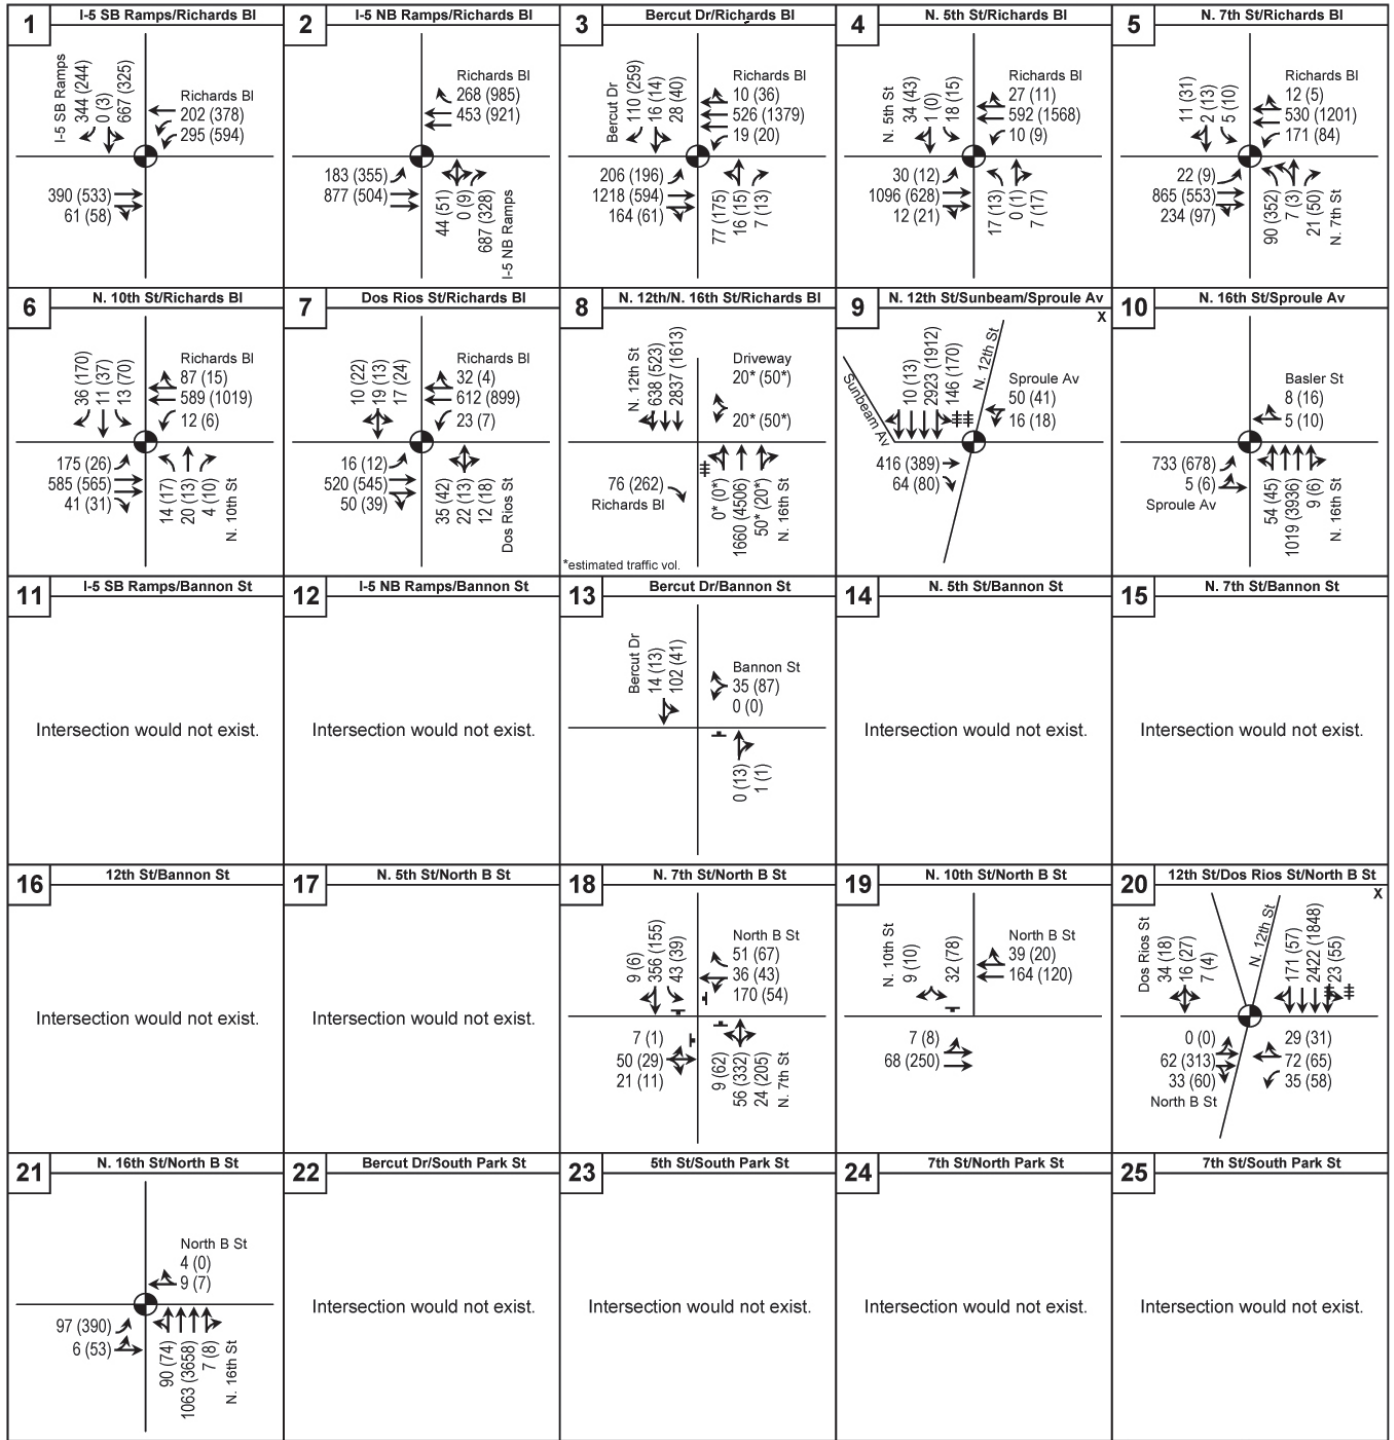 1
I-5 SB Ramps/Richards Bl
I-5 SB Ramps
344 (244)
0 (3)
667 (325)
Richards Bl
202 (378)
295 (594)
390 (533)
61 (58)
2
I-5 NB Ramps/Richards Bl
Richards Bl
268 (985)
453 (921)
183 (355)
877 (504)
44 (51)
0 (9)
687 (328)
I-5 NB Ramps
3
Bercut Dr/Richards Bl
Bercut Dr
110 (259)
16 (14)
28 (40)
Richards Bl
10 (36)
526 (1379)
19 (20)
206 (196)
1218 (594)
164 (61)
77 (175)
16 (15)
7 (13)
4
N. 5th St/Richards Bl
N. 5th St
34 (43)
1 (0)
18 (15)
Richards Bl
27 (11)
592 (1568)
10 (9)
30 (12)
1096 (628)
12 (21)
17 (13)
0 (1)
7 (17)
5
N. 7th St/Richards Bl
11 (31)
2 (13)
5 (10)
Richards Bl
12 (5)
530 (1201)
171 (84)
22 (9)
865 (553)
234 (97)
90 (352)
7 (3)
21 (50)
N. 7th St
6
N. 10th St/Richards Bl
36 (170)
11 (37)
13 (70)
Richards Bl
87 (15)
589 (1019)
12 (6)
175 (26)
585 (565)
41 (31)
14 (17)
20 (13)
4 (10)
N. 10th St
7
Dos Rios St/Richards Bl
10 (22)
19 (13)
17 (24)
Richards Bl
32 (4)
612 (899)
23 (7)
16 (12)
520 (545)
50 (39)
35 (42)
22 (13)
12 (18)
Dos Rios St
8
N. 12th/N. 16th St/Richards Bl
N. 12th St
638 (523)
2837 (1613)
Driveway
20* (50*)
20* (50*)
76 (262)
Richards Bl
0* (0*)
1660 (4506)
50* (20*)
N. 16th St
*estimated traffic vol.
9
N. 12th St/Sunbeam/Sproule Av
X
Sunbeam Av
10 (13)
2923 (1912)
146 (170)
N. 12th St
Sproule Av
50 (41)
16 (18)
416 (389)
64 (80)
10
N. 16th St/Sproule Av
Basler St
8 (16)
5 (10)
733 (678)
5 (6)
Sproule Av
54 (45)
1019 (3936)
9 (6)
N. 16th St
11
I-5 SB Ramps/Bannon St
Intersection would not exist.
12
I-5 NB Ramps/Bannon St
Intersection would not exist.
13
Bercut Dr/Bannon St
Bercut Dr
14 (13)
102 (41)
Bannon St
35 (87)
0 (0)
0 (13)
1 (1)
14
N. 5th St/Bannon St
Intersection would not exist.
15
N. 7th St/Bannon St
Intersection would not exist.
16
12th St/Bannon St
Intersection would not exist.
17
N. 5th St/North B St
Intersection would not exist.
18
N. 7th St/North B St
9 (6)
356 (155)
43 (39)
North B St
51 (67)
36 (43)
170 (54)
7 (1)
50 (29)
21 (11)
9 (62)
56 (332)
24 (205)
N. 7th St
19
N. 10th St/North B St
N. 10th St
9 (10)
32 (78)
North B St
39 (20)
164 (120)
7 (8)
68 (250)
20
12th St/Dos Rios St/North B St
X
Dos Rios St
34 (18)
16 (27)
7 (4)
N. 12th St
171 (57)
2422 (1848)
23 (55)
0 (0)
62 (313)
33 (60)
North B St
29 (31)
72 (65)
35 (58)
21
N. 16th St/North B St
North B St
4 (0)
9 (7)
97 (390)
6 (53)
90 (74)
1063 (3658)
7 (8)
N. 16th St
22
Bercut Dr/South Park St
Intersection would not exist.
23
5th St/South Park St
Intersection would not exist.
24
7th St/North Park St
Intersection would not exist.
25
7th St/South Park St
Intersection would not exist.